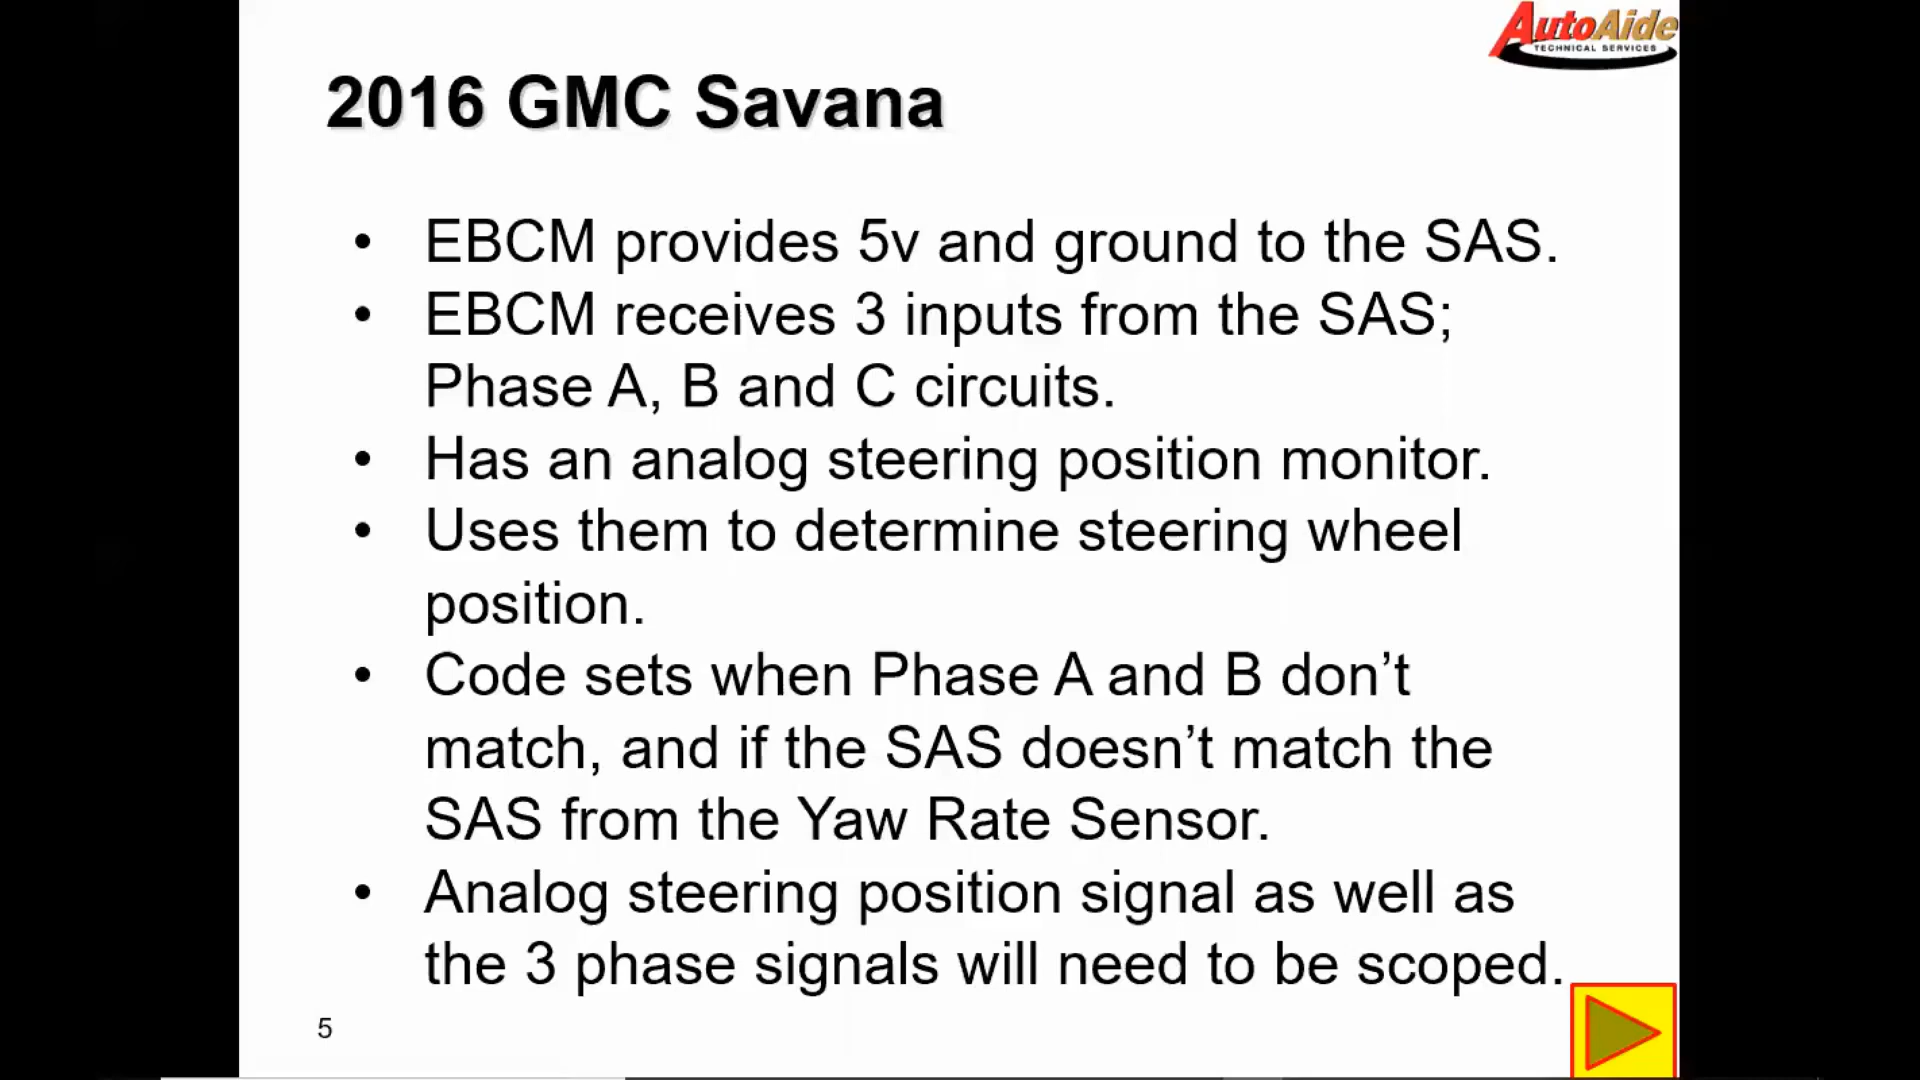 AutoAide
TECHNICAL SERVICES
2016 GMC Savana
• EBCM provides 5v and ground to the SAS.
• EBCM receives 3 inputs from the SAS;
Phase A, B and C circuits.
• Has an analog steering position monitor.
• Uses them to determine steering wheel
position.
• Code sets when Phase A and B don’t
match, and if the SAS doesn’t match the
SAS from the Yaw Rate Sensor.
• Analog steering position signal as well as
the 3 phase signals will need to be scoped.
5